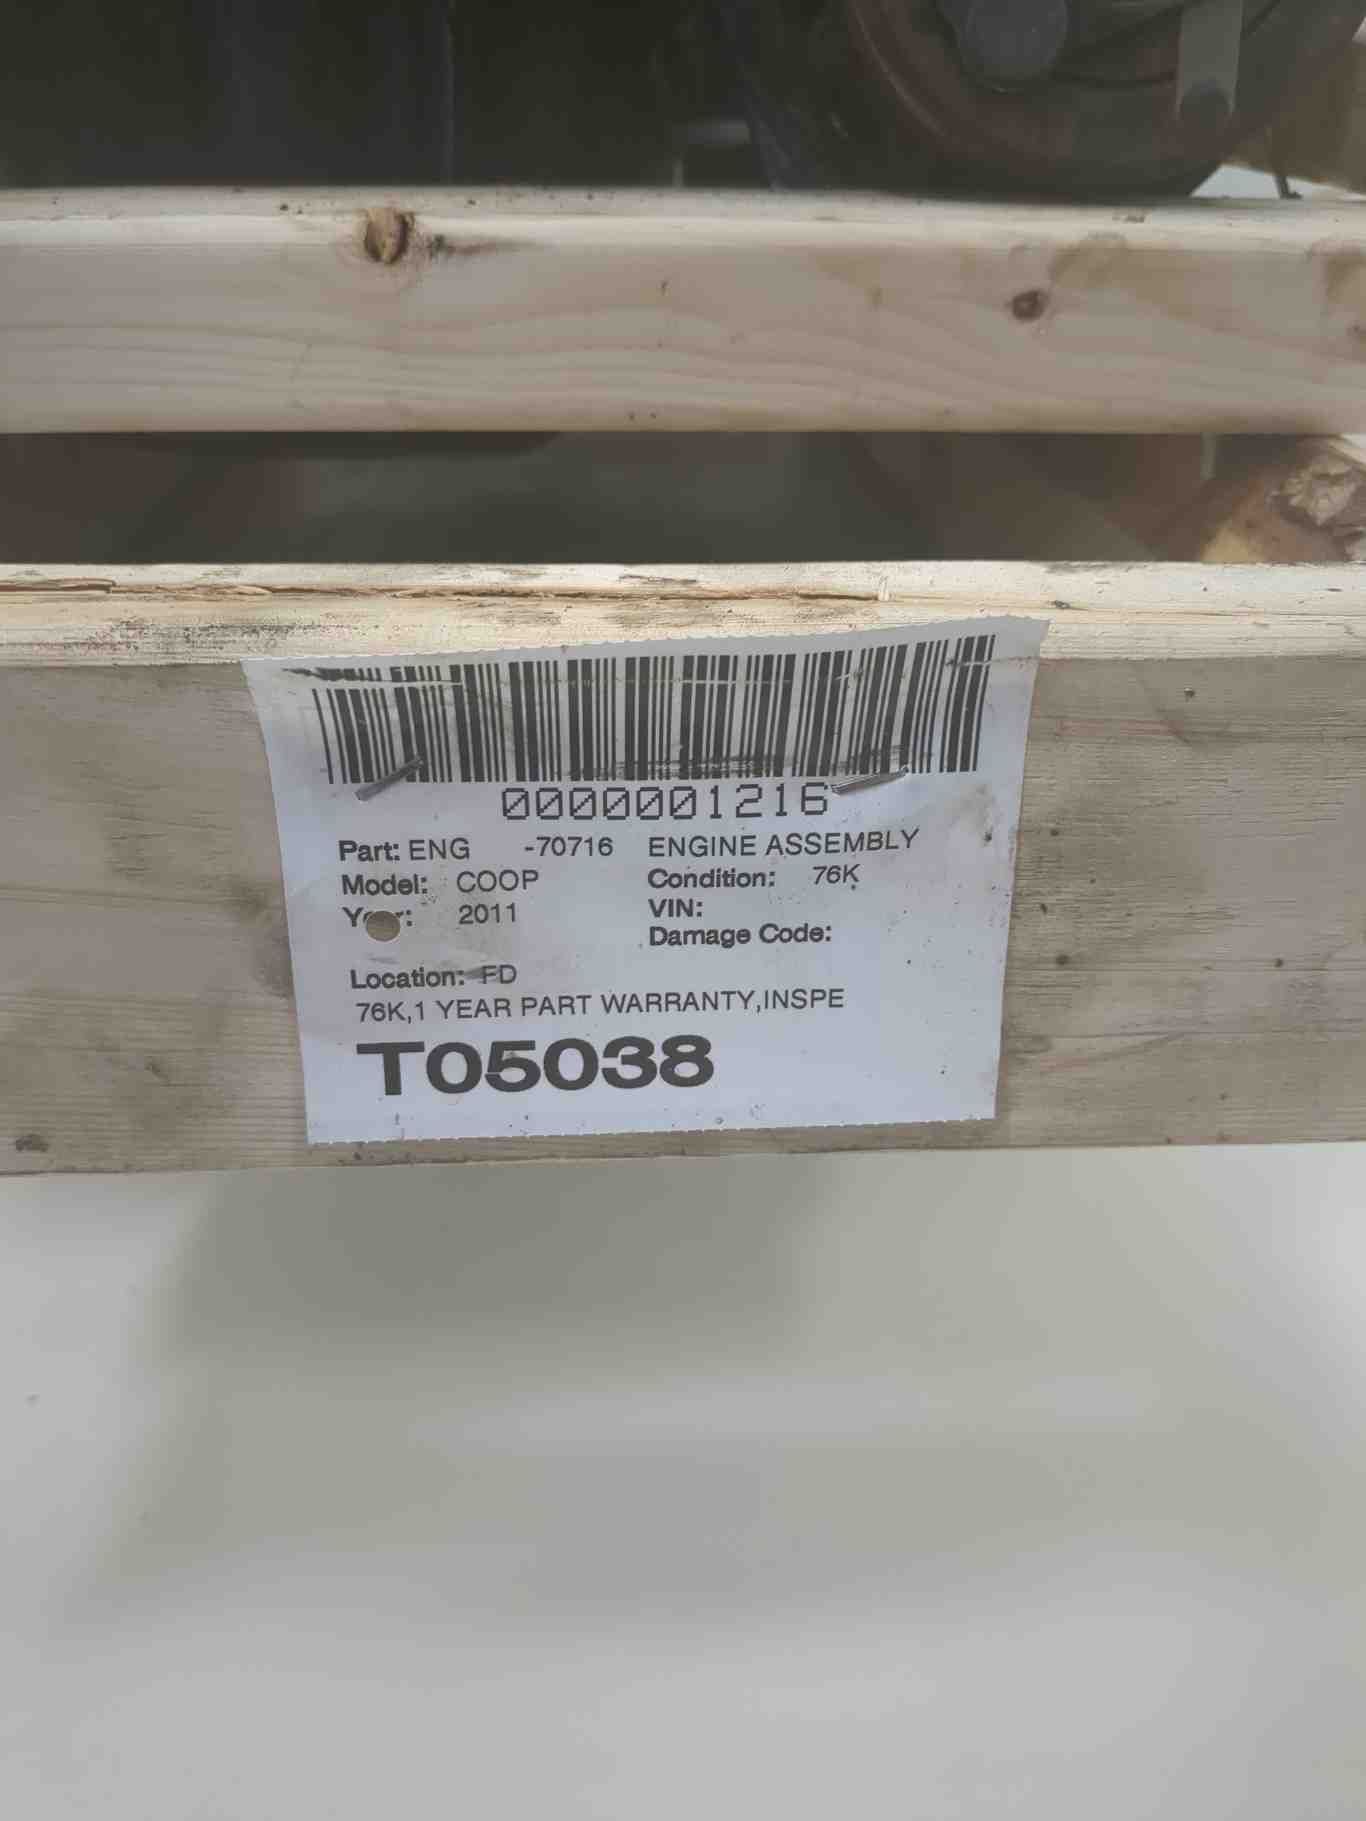 0000001216
Part: ENG -70716 ENGINE ASSEMBLY
Model: COOP Condition: 76K
Year: 2011 VIN:
Damage Code:
Location: FD
76K,1 YEAR PART WARRANTY,INSPE
T05038